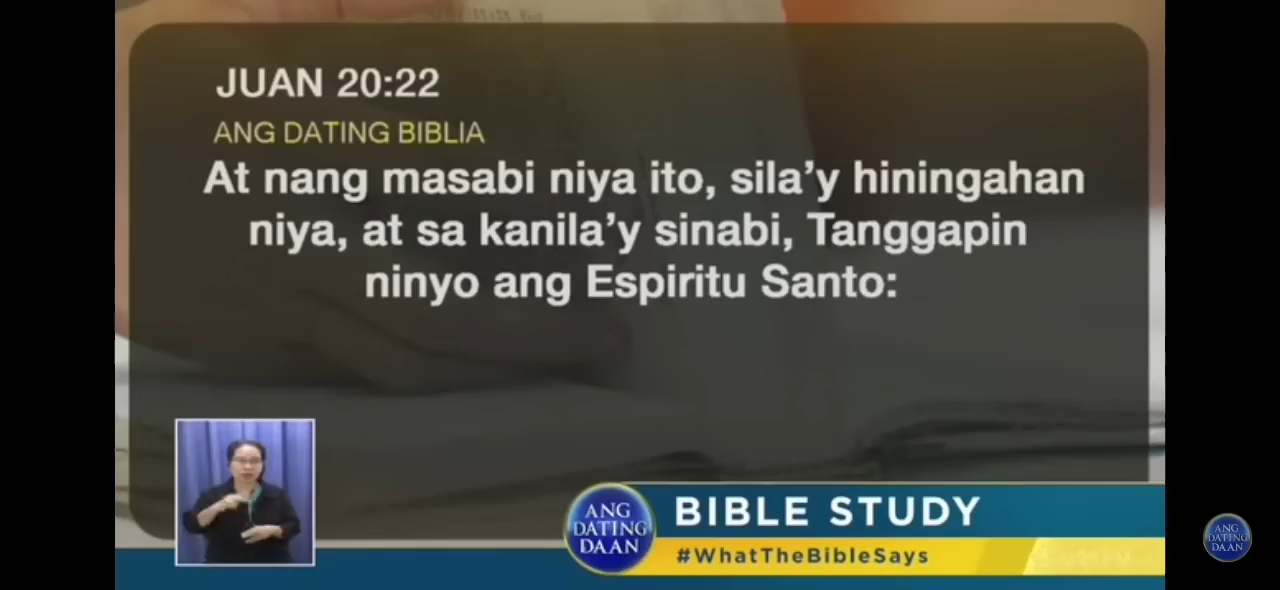 JUAN 20:22
ANG DATING BIBLIA
At nang masabi niya ito, sila’y hiningahan
niya, at sa kanila’y sinabi, Tanggapin
ninyo ang Espiritu Santo:
ANG
DATING
DAAN
BIBLE STUDY
#WhatTheBibleSays
ANG
DATING
DAAN